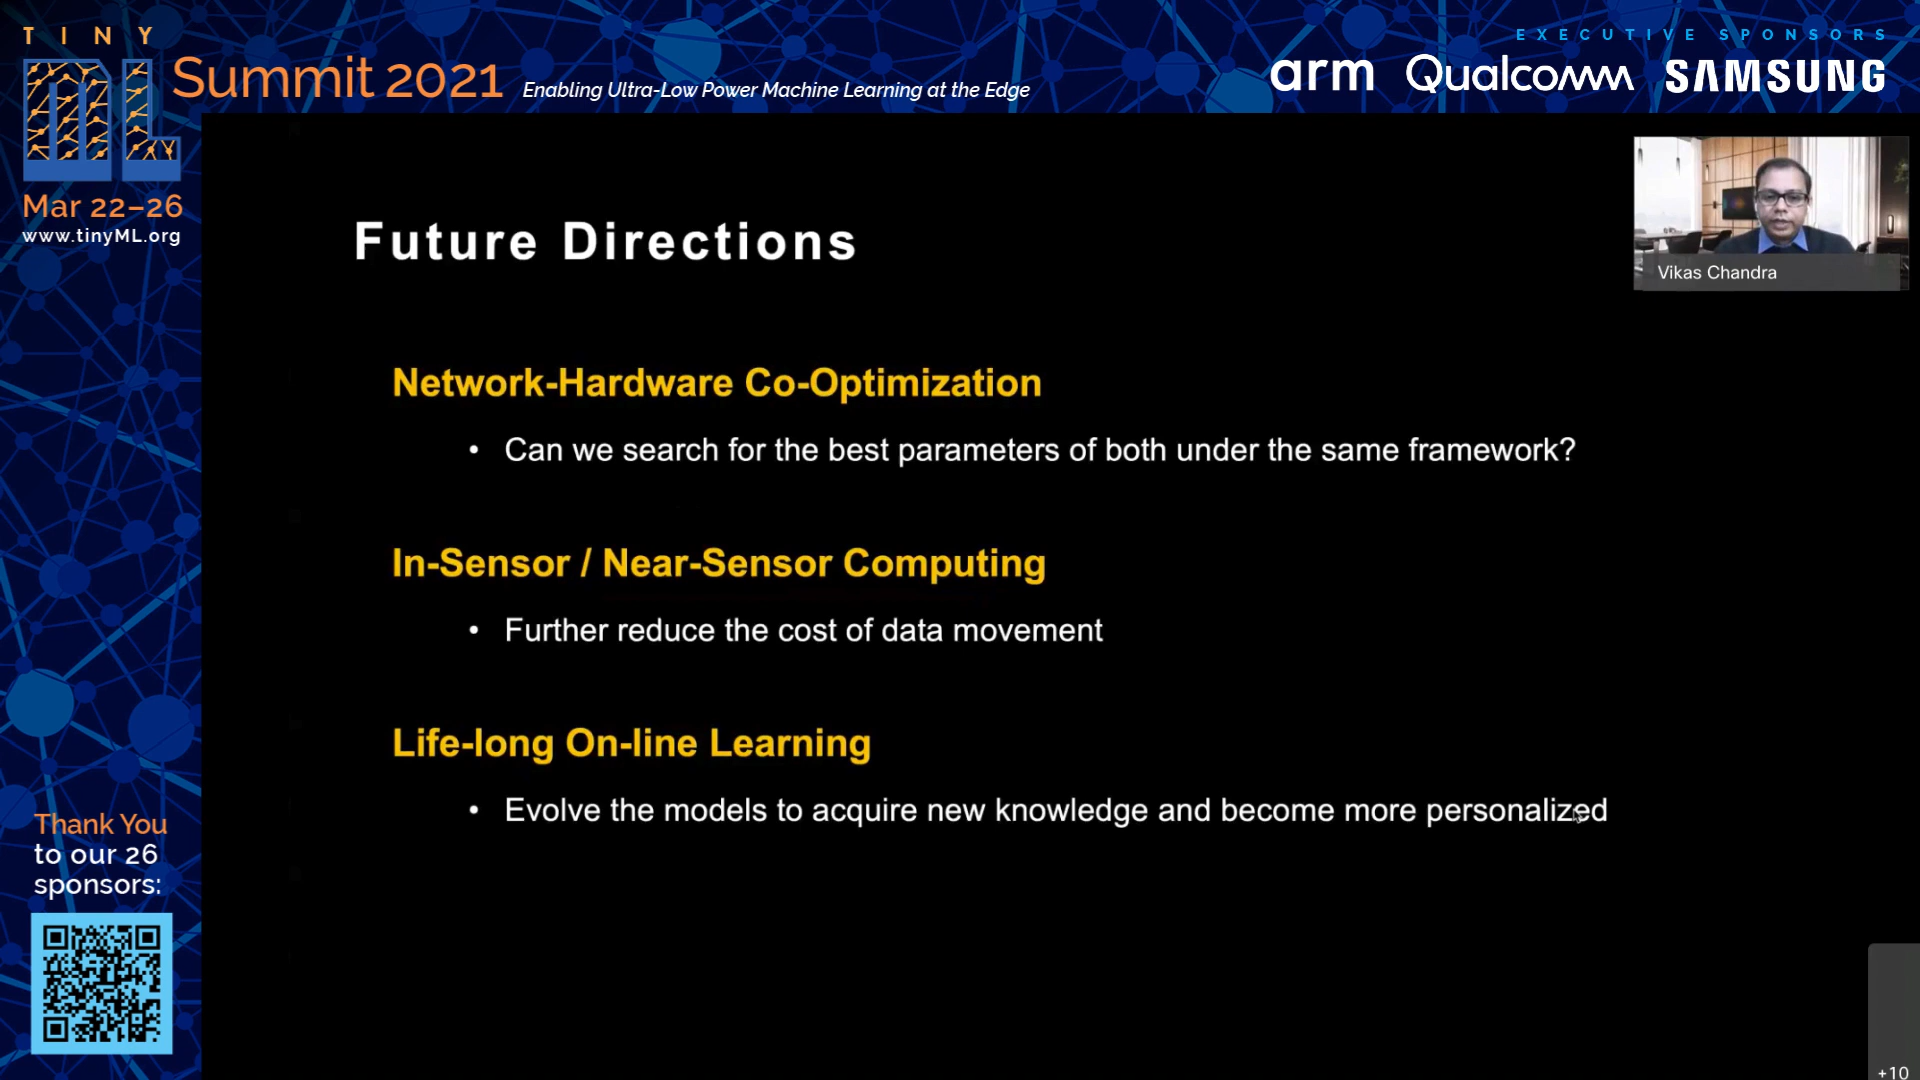 TINY
ML
Summit 2021
Enabling Ultra-Low Power Machine Learning at the Edge
EXECUTIVE SPONSORS
arm Qualcomm SAMSUNG
Mar 22–26
www.tinyML.org
Vikas Chandra
Future Directions
Network-Hardware Co-Optimization
• Can we search for the best parameters of both under the same framework?
In-Sensor / Near-Sensor Computing
• Further reduce the cost of data movement
Life-long On-line Learning
• Evolve the models to acquire new knowledge and become more personalized
Thank You
to our 26
sponsors:
+10